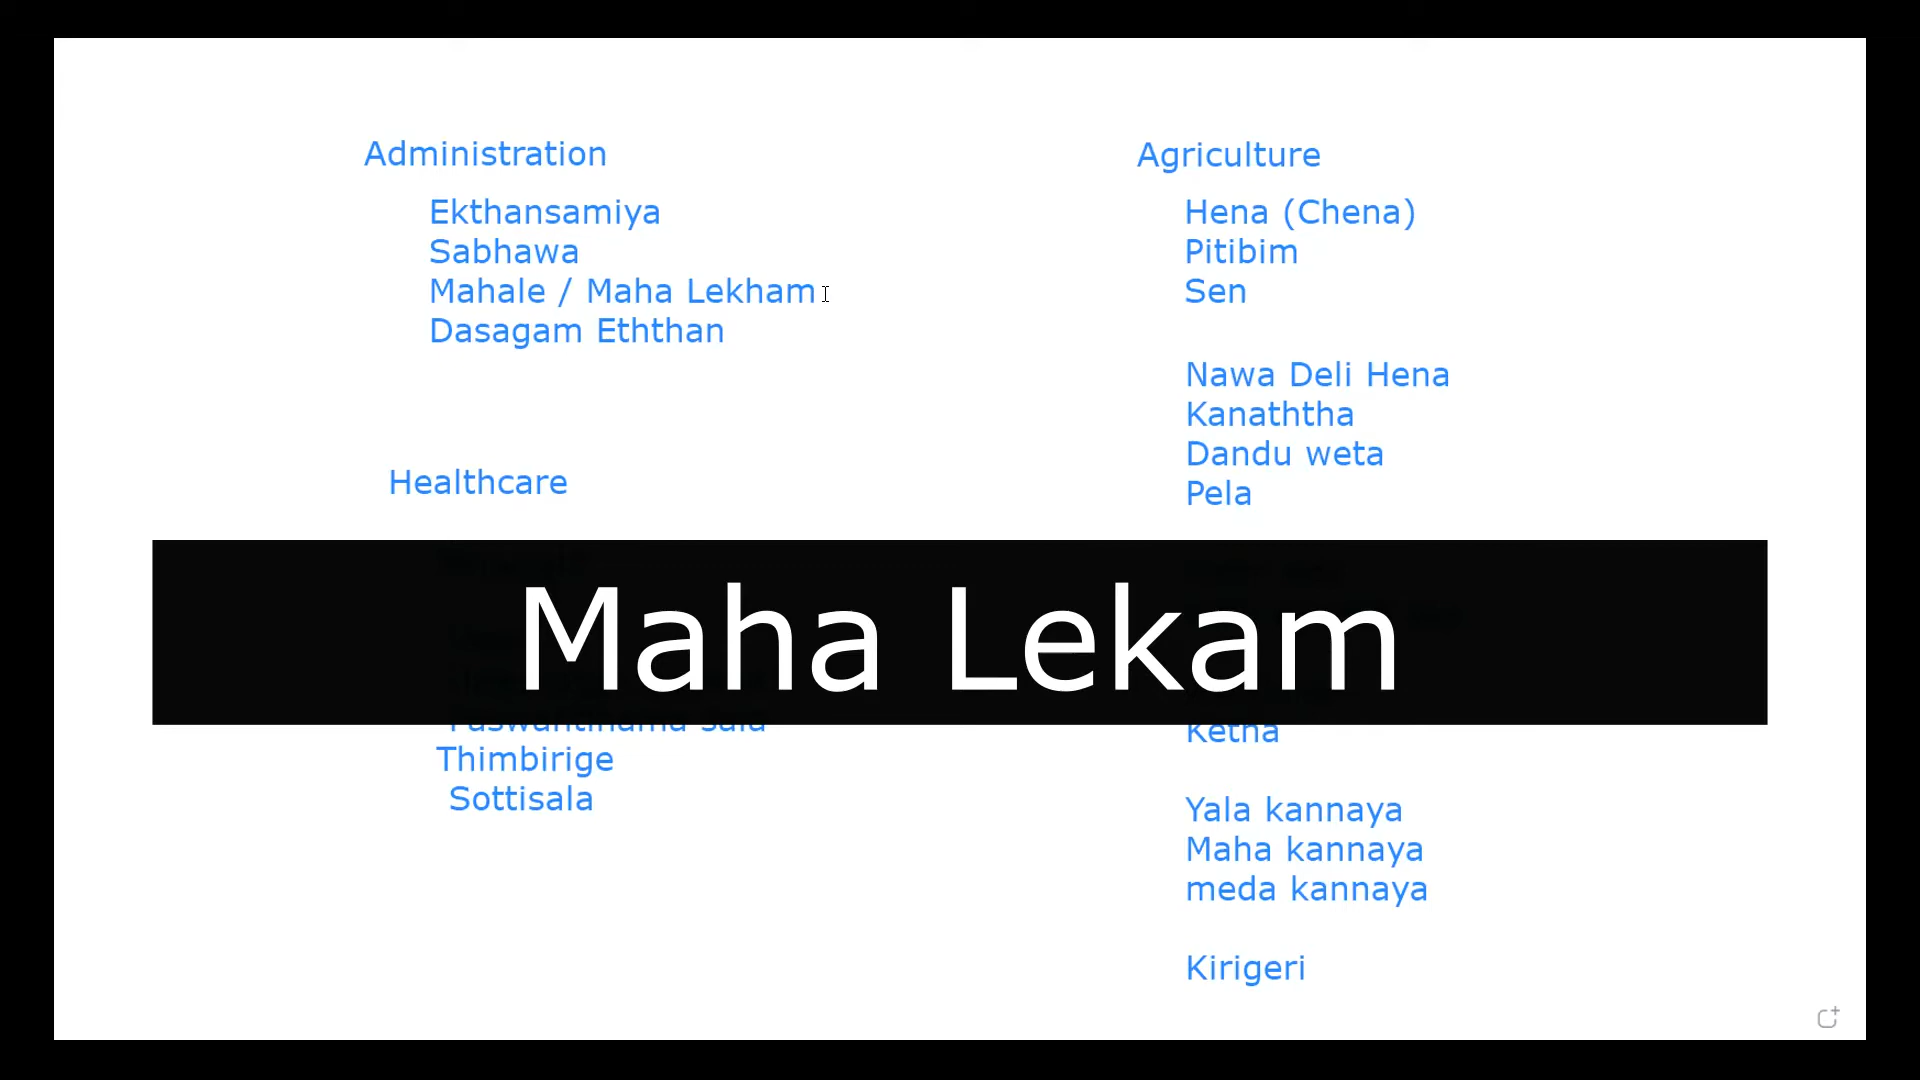 Administration
Ekthansamiya
Sabhawa
Mahale / Maha Lekham
Dasagam Eththan
Healthcare
Thimbirige
Sottisala
Agriculture
Hena (Chena)
Pitibim
Sen
Nawa Deli Hena
Kanaththa
Dandu weta
Pela
Ketha
Yala kannaya
Maha kannaya
meda kannaya
Kirigeri
Maha Lekam